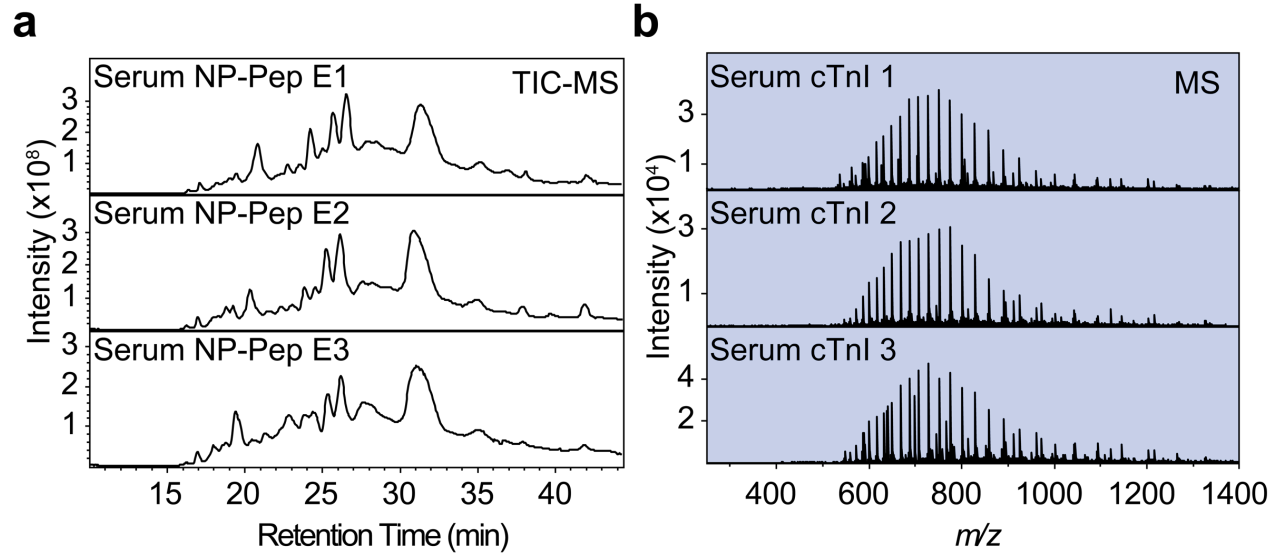 a
Serum NP-Pep E1
TIC-MS
3
2
1
Serum NP-Pep E2
3
2
1
Serum NP-Pep E3
3
2
1
Intensity (x10⁸)
15 20 25 30 35 40
Retention Time (min)
b
Serum cTnI 1
MS
3
1
Serum cTnI 2
3
1
Serum cTnI 3
4
2
Intensity (x10⁴)
400 600 800 1000 1200 1400
m/z